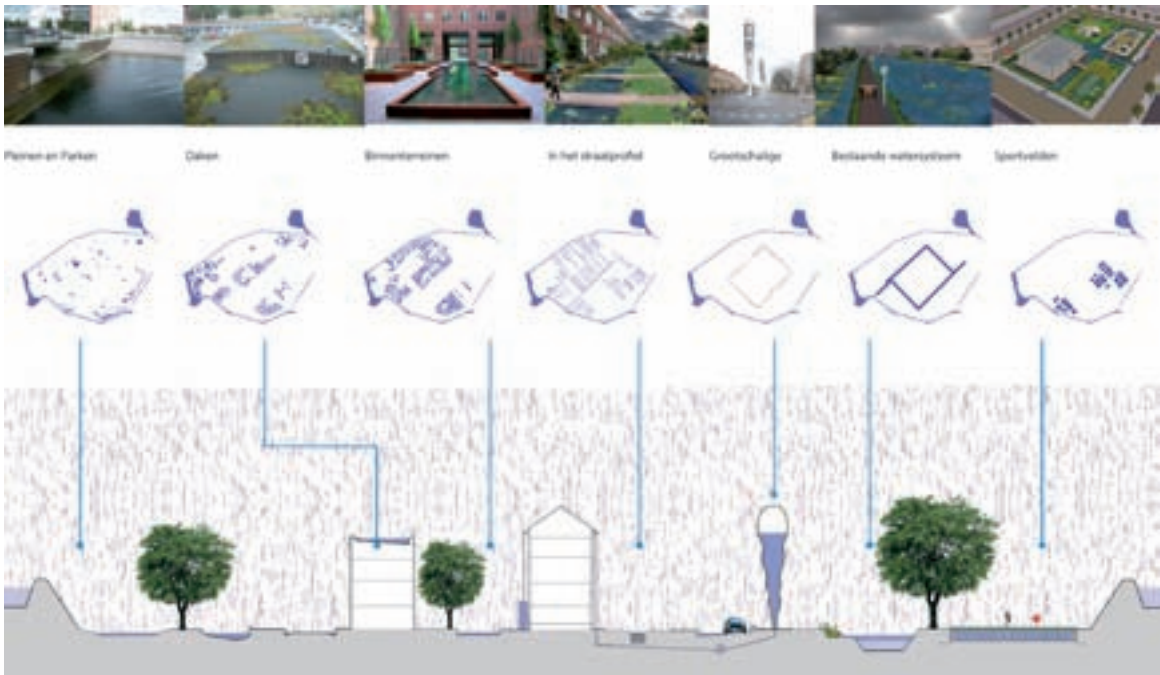 Pleinen en Parken
Daken
Binnenterreinen
In het straatprofiel
Grootschalige
Bestaande watersysteem
Sportvelden